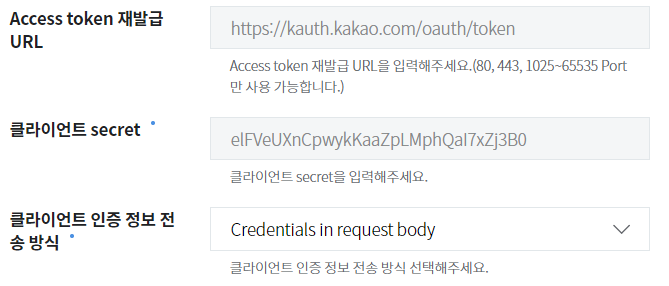 Access token 재발급
URL
https://kauth.kakao.com/oauth/token
Access token 재발급 URL을 입력해주세요.(80, 443, 1025~65535 Port
만 사용 가능합니다.)
클라이언트 secret
elFVeUXnCpwykKaaZpLMphQaI7xZj3B0
클라이언트 secret을 입력해주세요.
클라이언트 인증 정보 전
송 방식
Credentials in request body
클라이언트 인증 정보 전송 방식 선택해주세요.